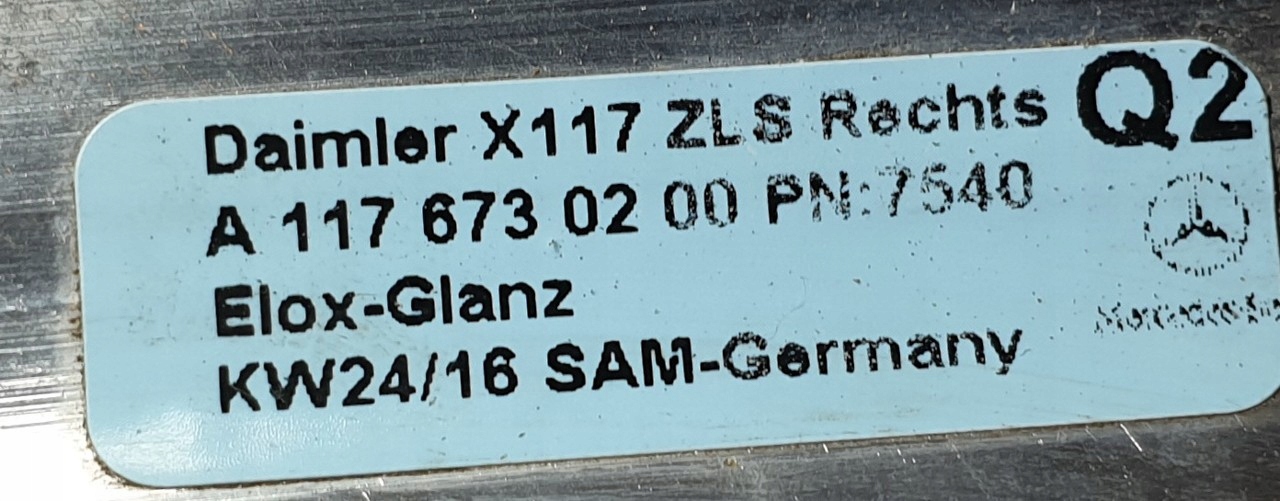 Daimler X117 ZLS Rechts Q2
A 117 673 02 00 PN:7540
Elox-Glanz
KW24/16 SAM-Germany